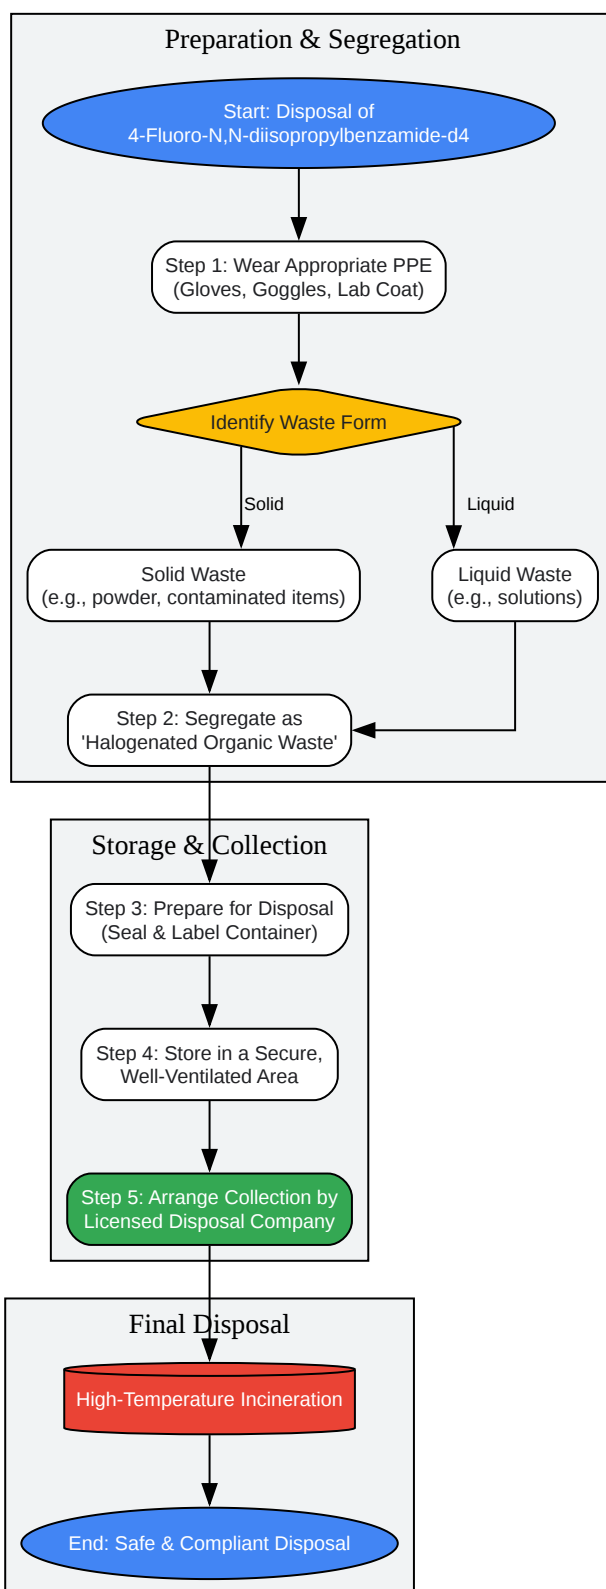 Preparation & Segregation
Start: Disposal of
4-Fluoro-N,N-diisopropylbenzamide-d4
Step 1: Wear Appropriate PPE
(Gloves, Goggles, Lab Coat)
Identify Waste Form
Solid
Liquid
Solid Waste
(e.g., powder, contaminated items)
Liquid Waste
(e.g., solutions)
Step 2: Segregate as
'Halogenated Organic Waste'
Storage & Collection
Step 3: Prepare for Disposal
(Seal & Label Container)
Step 4: Store in a Secure,
Well-Ventilated Area
Step 5: Arrange Collection by
Licensed Disposal Company
Final Disposal
High-Temperature Incineration
End: Safe & Compliant Disposal